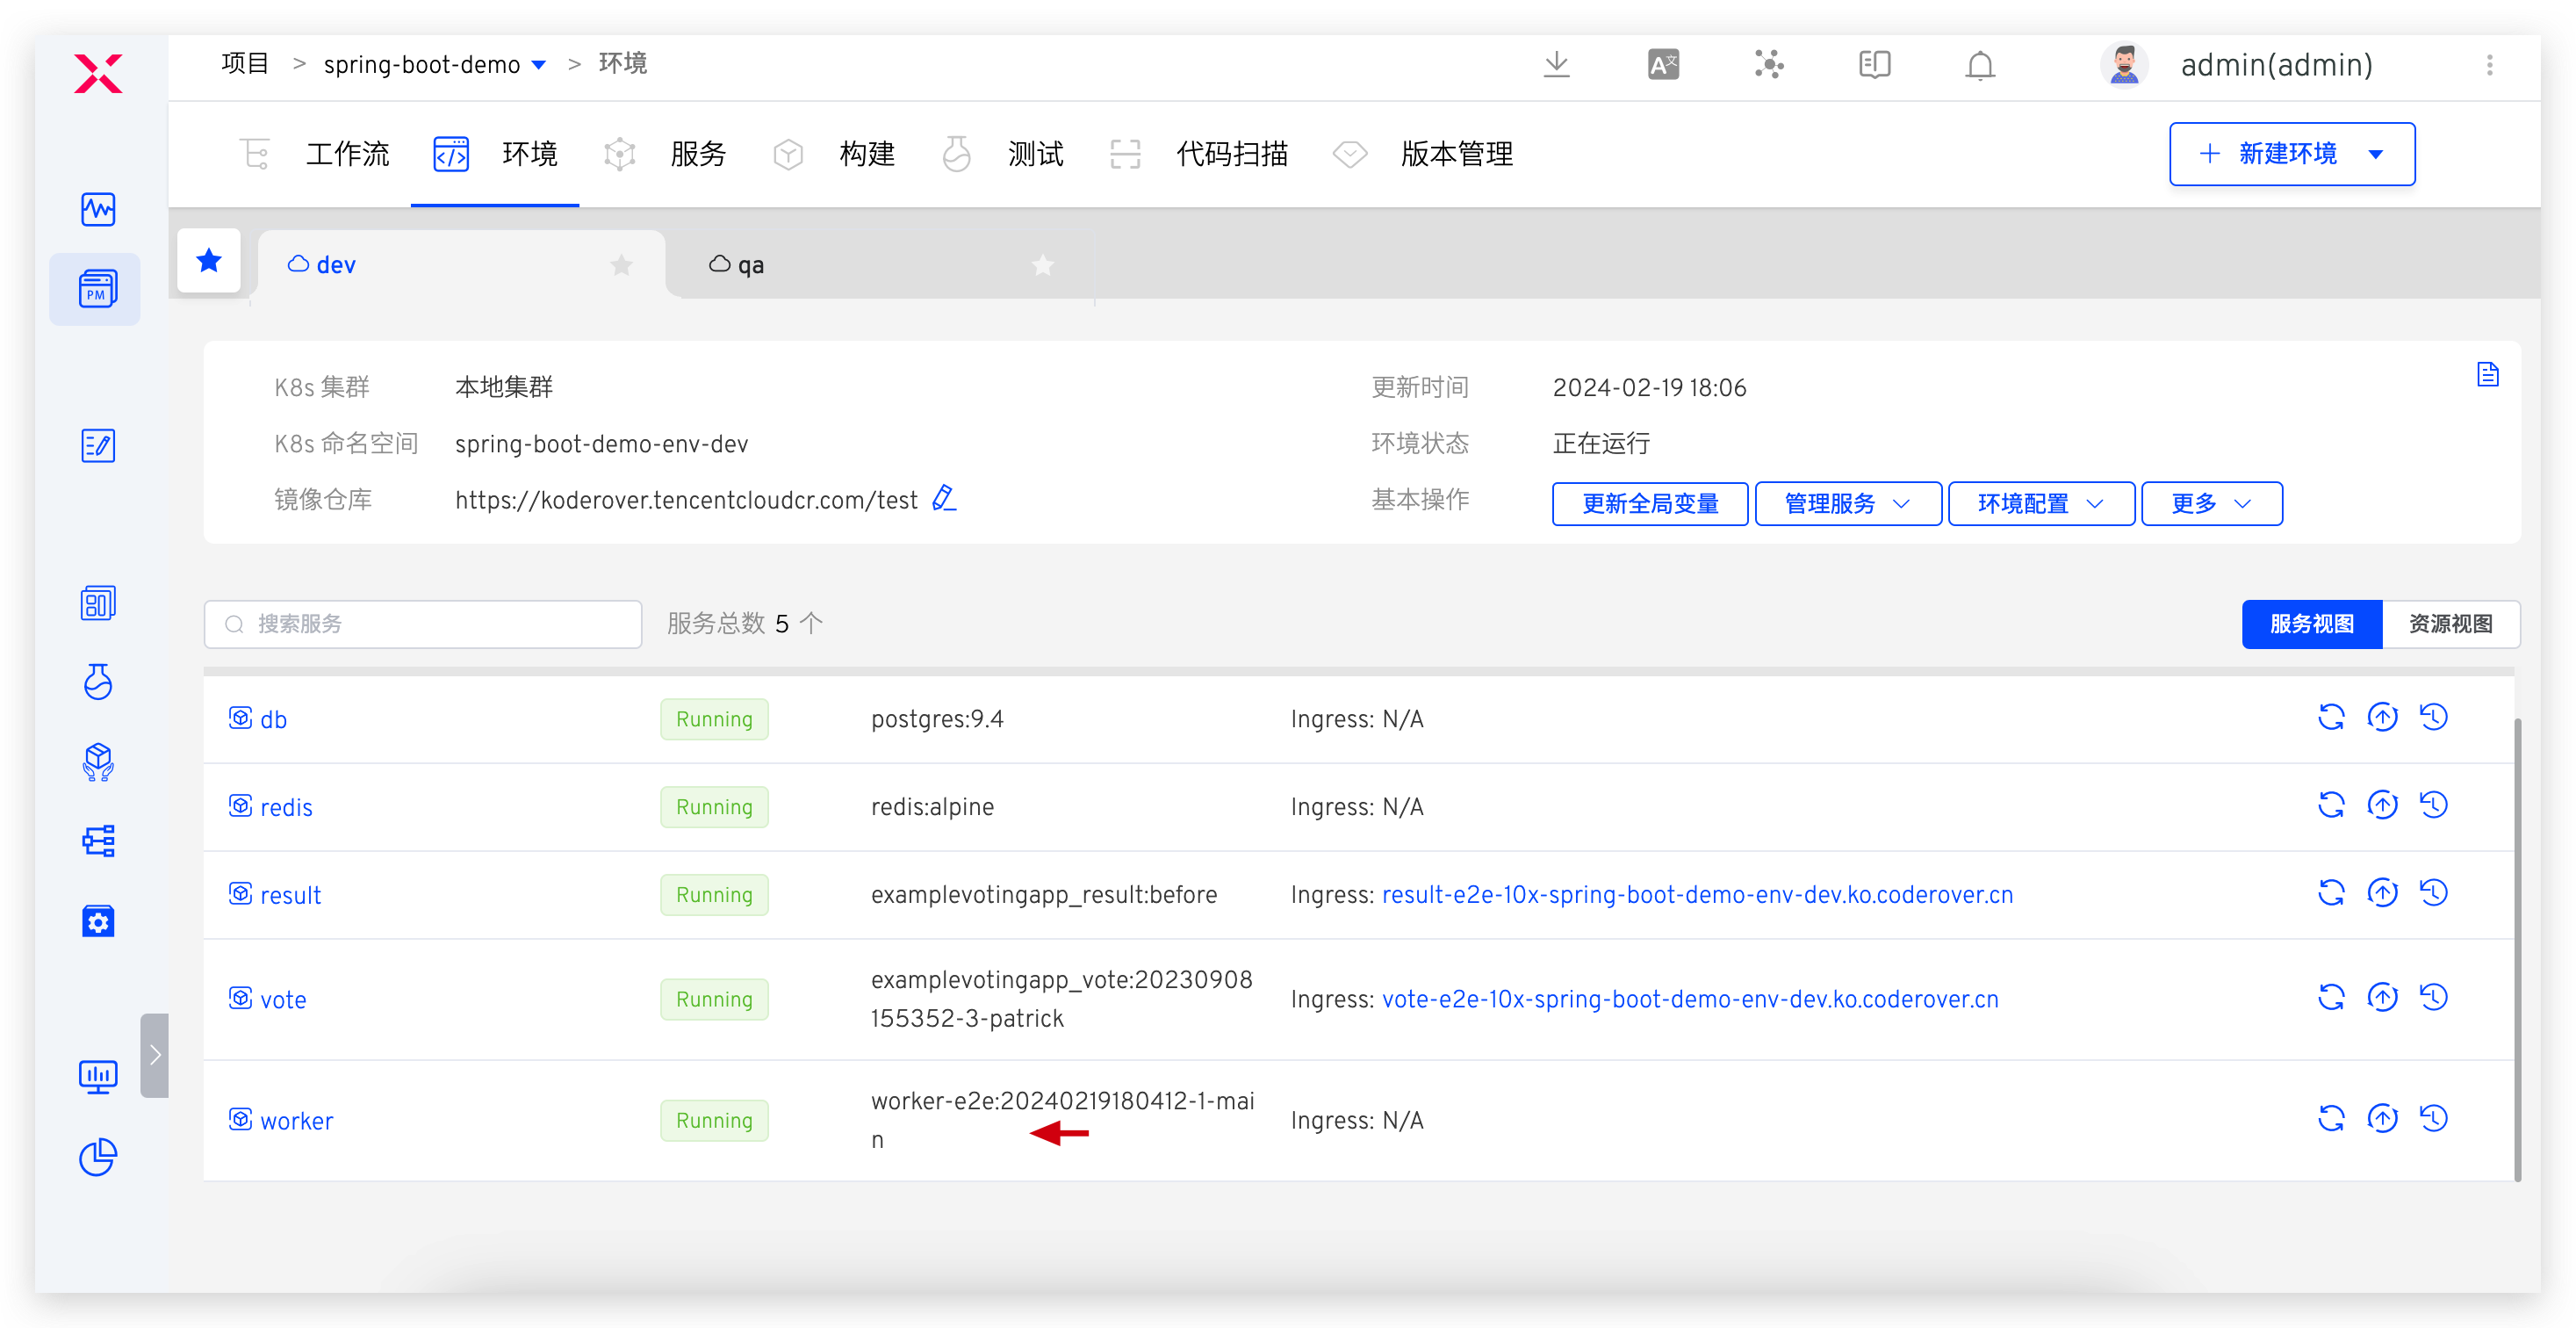 项目 > spring-boot-demo > 环境
admin(admin)
工作流 环境 服务 构建 测试 代码扫描 版本管理
新建环境
PM
dev
qa
K8s 集群 本地集群
更新时间 2024-02-19 18:06
K8s 命名空间 spring-boot-demo-env-dev
环境状态 正在运行
镜像仓库 https://koderover.tencentcloudcr.com/test
基本操作 更新全局变量 管理服务 环境配置 更多
搜索服务
服务总数 5 个
服务视图 资源视图
db Running postgres:9.4 Ingress: N/A
redis Running redis:alpine Ingress: N/A
result Running examplevotingapp_result:before Ingress: result-e2e-10x-spring-boot-demo-env-dev.ko.coderover.cn
vote Running examplevotingapp_vote:20230908
155352-3-patrick
Ingress: vote-e2e-10x-spring-boot-demo-env-dev.ko.coderover.cn
worker Running worker-e2e:20240219180412-1-mai
n
Ingress: N/A